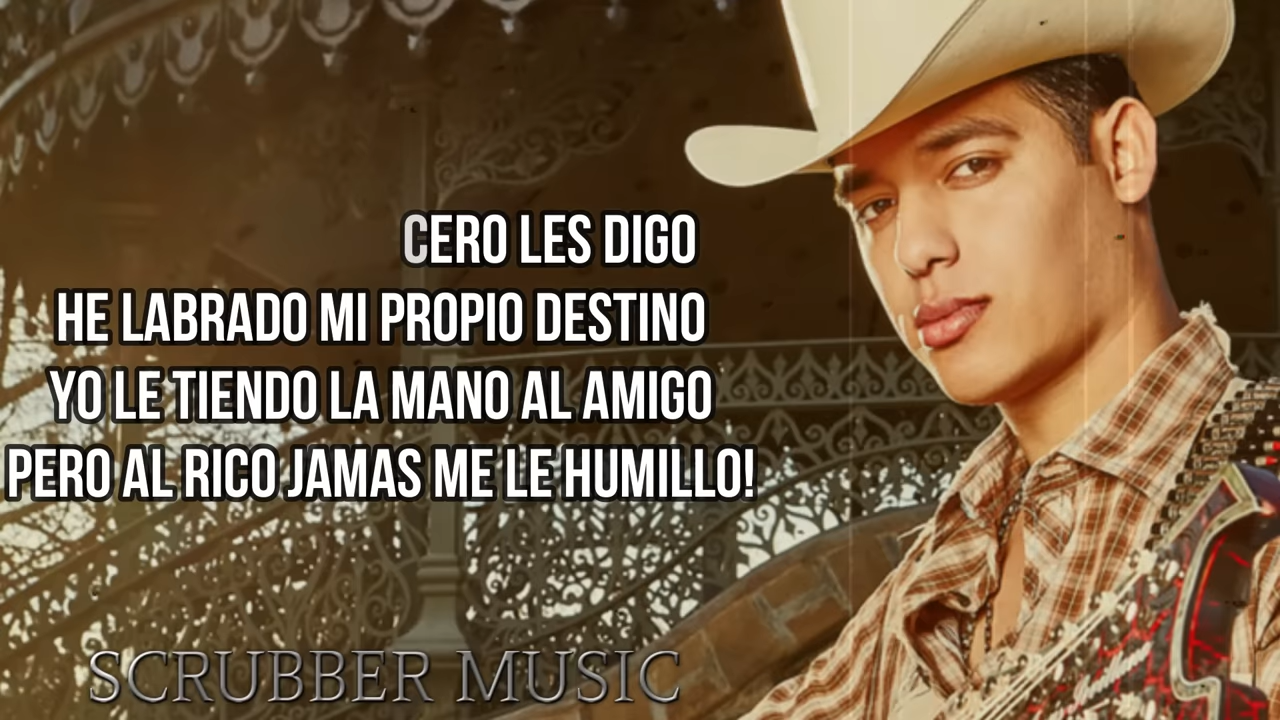 CERO LES DIGO
HE LABRADO MI PROPIO DESTINO
YO LE TIENDO LA MANO AL AMIGO
PERO AL RICO JAMAS ME LE HUMILLO!
SCRUBBER MUSIC